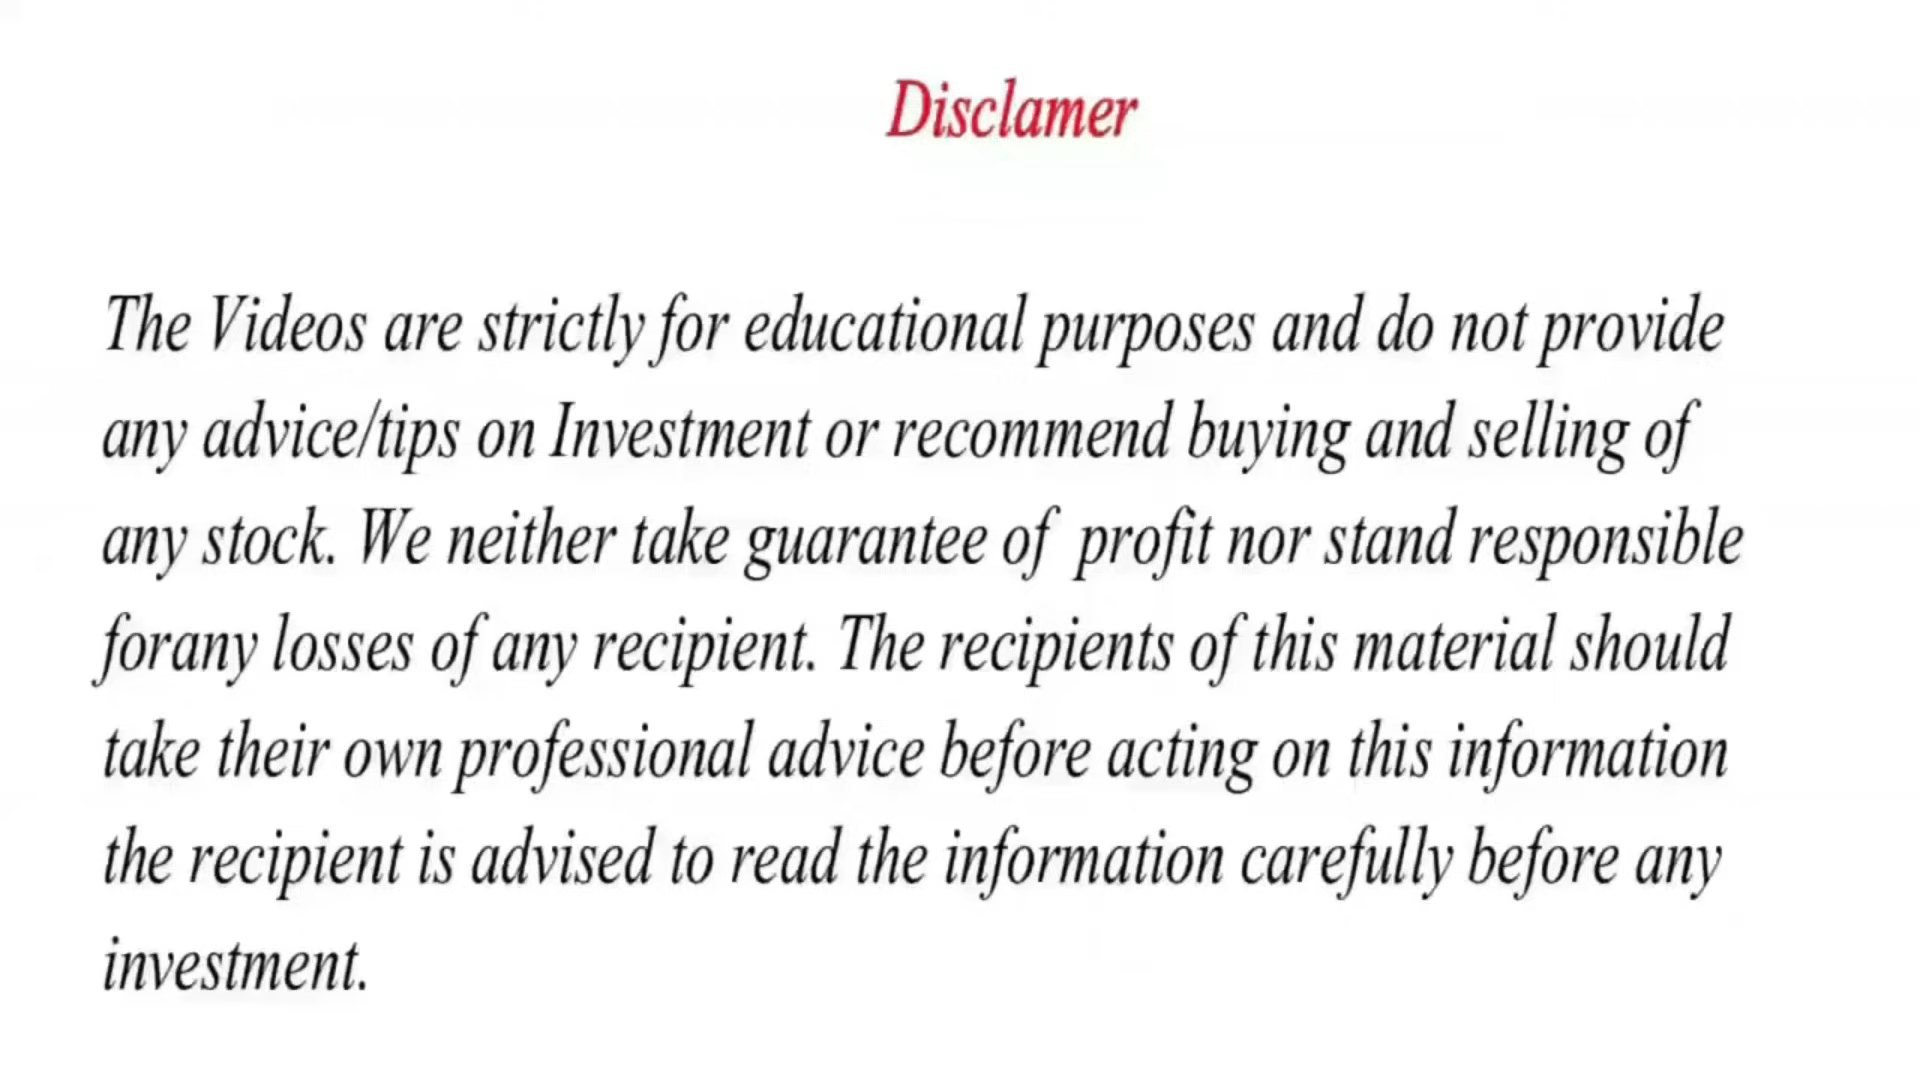 Disclamer
The Videos are strictly for educational purposes and do not provide
any advice/tips on Investment or recommend buying and selling of
any stock. We neither take guarantee of profit nor stand responsible
forany losses of any recipient. The recipients of this material should
take their own professional advice before acting on this information
the recipient is advised to read the information carefully before any
investment.